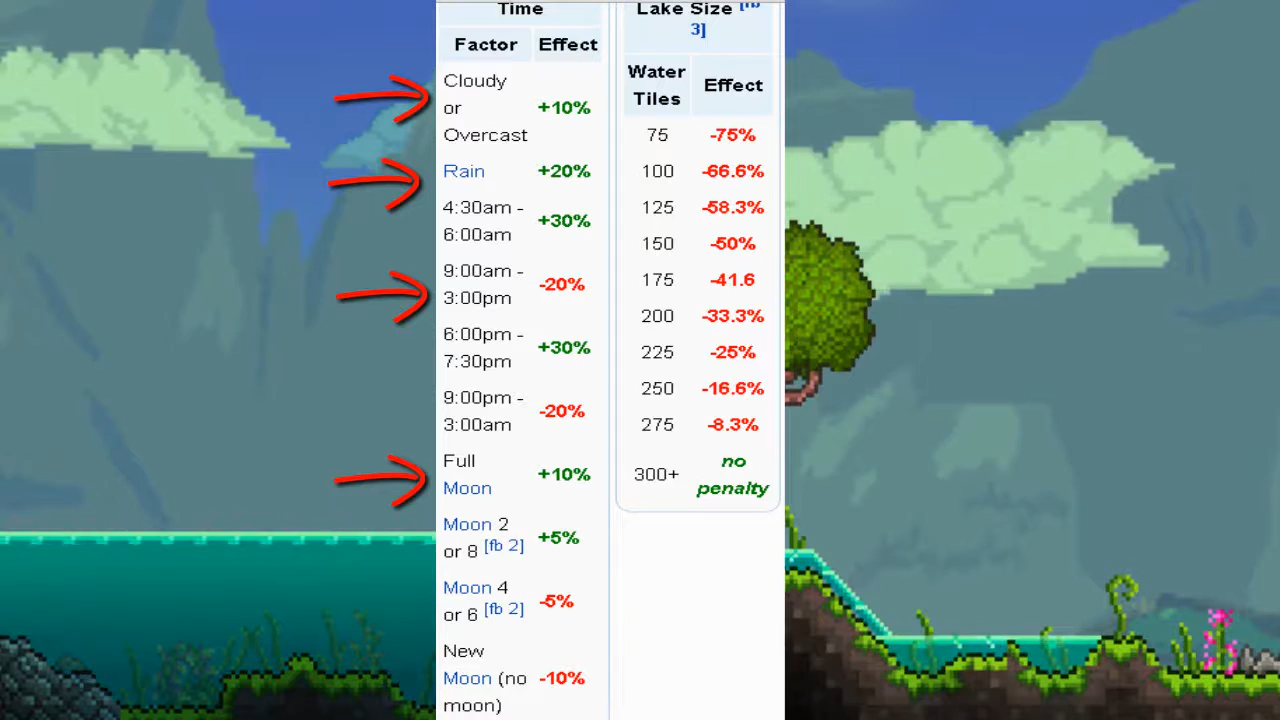 Time
Factor Effect
Cloudy
or
Overcast
+10%
Rain +20%
4:30am -
6:00am
+30%
9:00am -
3:00pm
-20%
6:00pm -
7:30pm
+30%
9:00pm -
3:00am
-20%
Full
Moon
+10%
Moon 2
or 8 [fb 2]
+5%
Moon 4
or 6 [fb 2]
-5%
New
Moon (no
moon)
-10%
Lake Size [fb
3]
Water
Tiles
Effect
75 -75%
100 -66.6%
125 -58.3%
150 -50%
175 -41.6
200 -33.3%
225 -25%
250 -16.6%
275 -8.3%
300+
no
penalty